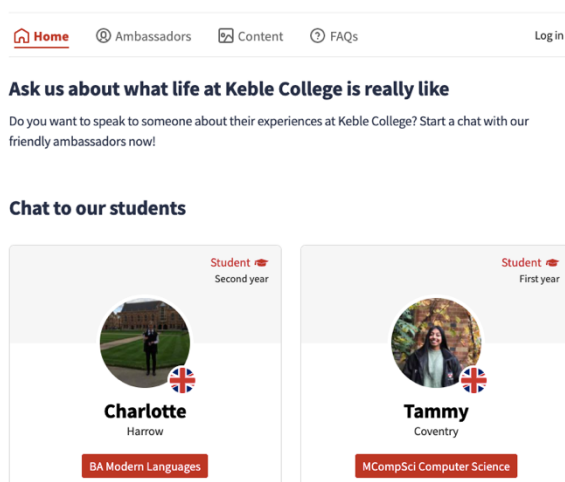 Home Ambassadors Content FAQs Log in
Ask us about what life at Keble College is really like
Do you want to speak to someone about their experiences at Keble College? Start a chat with our
friendly ambassadors now!
Chat to our students
Student
Second year
Charlotte
Harrow
BA Modern Languages
Student
First year
Tammy
Coventry
MCompSci Computer Science